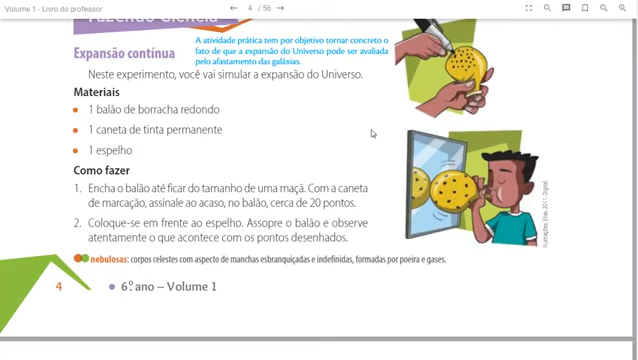 Volume 1 - Livro do professor
4 / 56
Fazendo Ciência
Expansão contínua
A atividade prática tem por objetivo tornar concreto o
fato de que a expansão do Universo pode ser avaliada
pelo afastamento das galáxias.
Neste experimento, você vai simular a expansão do Universo.
Materiais
1 balão de borracha redondo
1 caneta de tinta permanente
1 espelho
Como fazer
1. Encha o balão até ficar do tamanho de uma maçã. Com a caneta
de marcação, assinale ao acaso, no balão, cerca de 20 pontos.
2. Coloque-se em frente ao espelho. Assopre o balão e observe
atentamente o que acontece com os pontos desenhados.
Ilustrações: Elias. 2011. Digital.
nebulosas: corpos celestes com aspecto de manchas esbranquiçadas e indefinidas, formadas por poeira e gases.
4
6º. ano – Volume 1